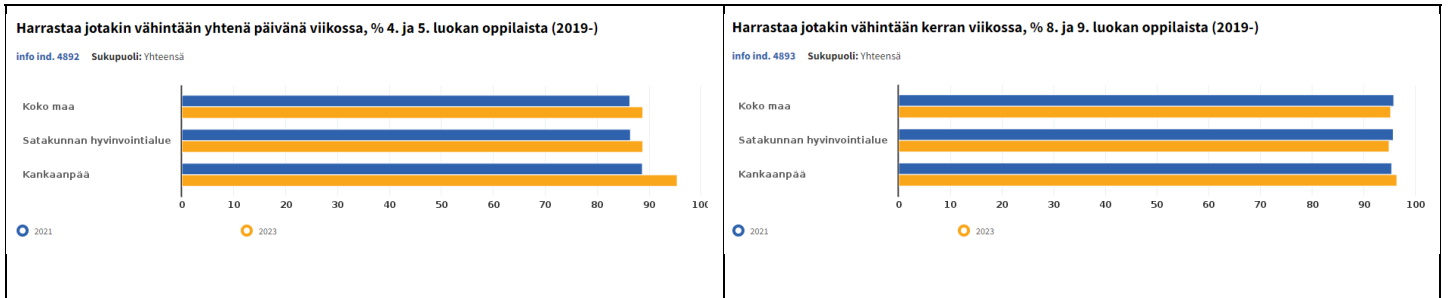 Harrastaa jotakin vähintään yhtenä päivänä viikossa, % 4. ja 5. luokan oppilaista (2019-)
info ind. 4892 Sukupuoli: Yhteensä
Koko maa
Satakunnan hyvinvointialue
Kankaanpää
0 10 20 30 40 50 60 70 80 90 100
2021 2023
Harrastaa jotakin vähintään kerran viikossa, % 8. ja 9. luokan oppilaista (2019-)
info ind. 4893 Sukupuoli: Yhteensä
Koko maa
Satakunnan hyvinvointialue
Kankaanpää
0 10 20 30 40 50 60 70 80 90 100
2021 2023